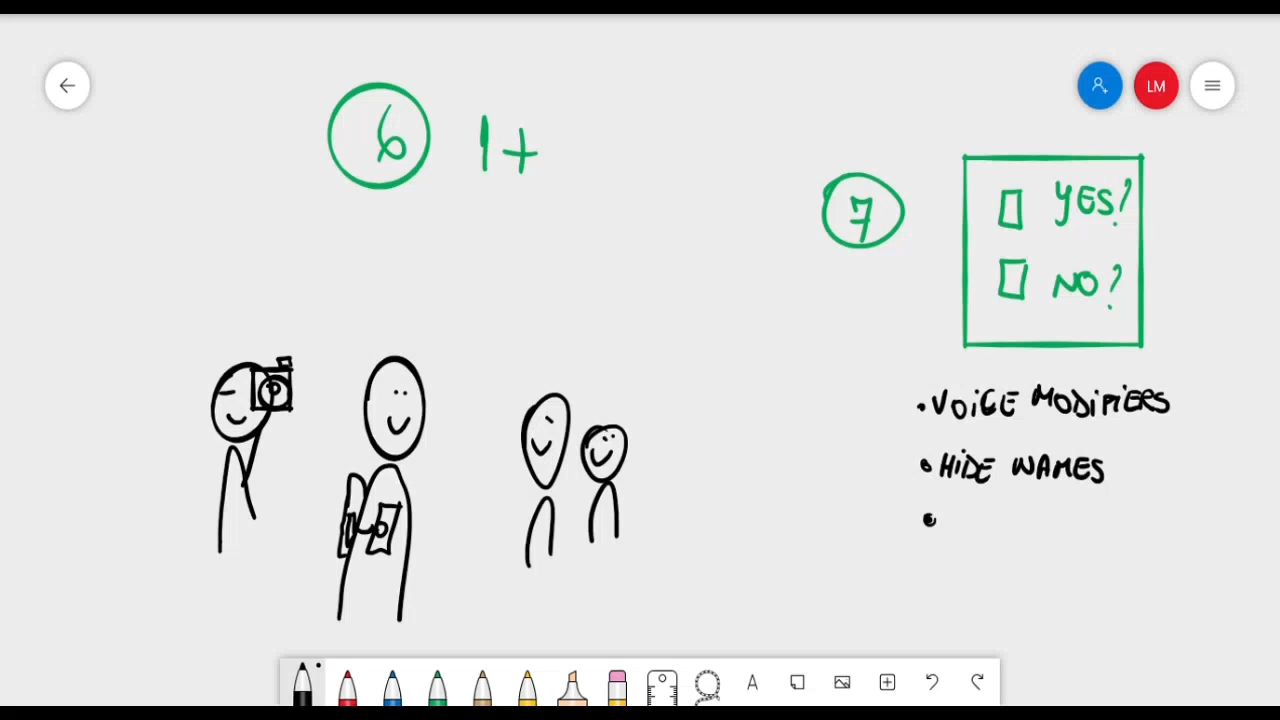 LM
6 1+
7
YES?
NO?
• VOICE MODIFIERS
• HIDE NAMES
•
A